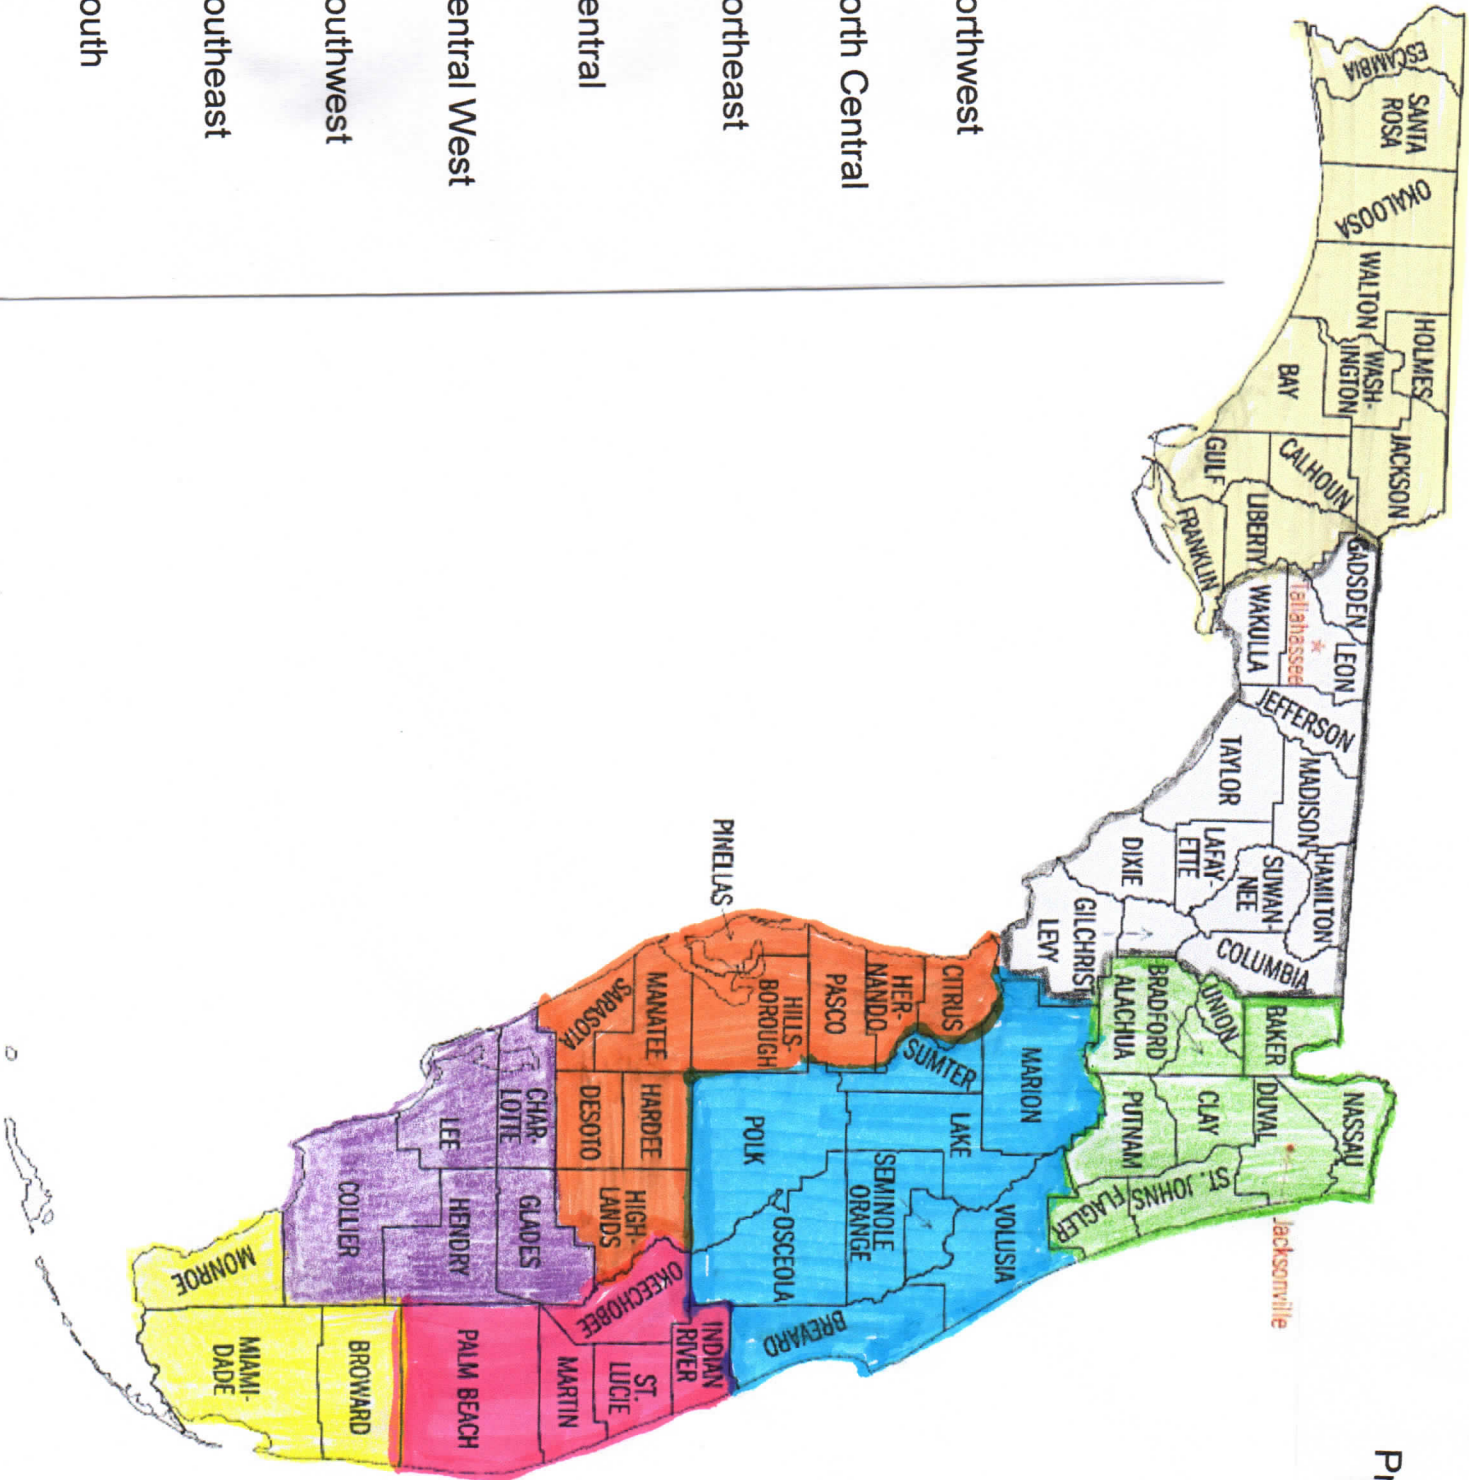 orthwest
orth Central
ortheast
entral
entral West
outhwest
outheast
outh
Pr
ESCAMBIA
SANTA
ROSA
OKALOOSA
WALTON
HOLMES
WASH-
INGTON
BAY
JACKSON
CALHOUN
GULF
LIBERTY
FRANKLIN
GADSDEN
LEON
Tallahassee
WAKULLA
JEFFERSON
MADISON
TAYLOR
HAMILTON
SUWAN-
NEE
LAFAY-
ETTE
DIXIE
COLUMBIA
GILCHRIST
LEVY
BAKER
UNION
BRADFORD
ALACHUA
NASSAU
DUVAL
Jacksonville
CLAY
PUTNAM
ST. JOHNS
FLAGLER
MARION
CITRUS
SUMTER
HER-
NANDO
PASCO
LAKE
VOLUSIA
SEMINOLE
ORANGE
PINELLAS
HILLS-
BOROUGH
POLK
OSCEOLA
BREVARD
MANATEE
HARDEE
SARASOTA
DESOTO
HIGH-
LANDS
OKEECHOBEE
INDIAN
RIVER
ST.
LUCIE
MARTIN
CHAR-
LOTTE
GLADES
LEE
HENDRY
PALM BEACH
COLLIER
BROWARD
MONROE
MIAMI-
DADE